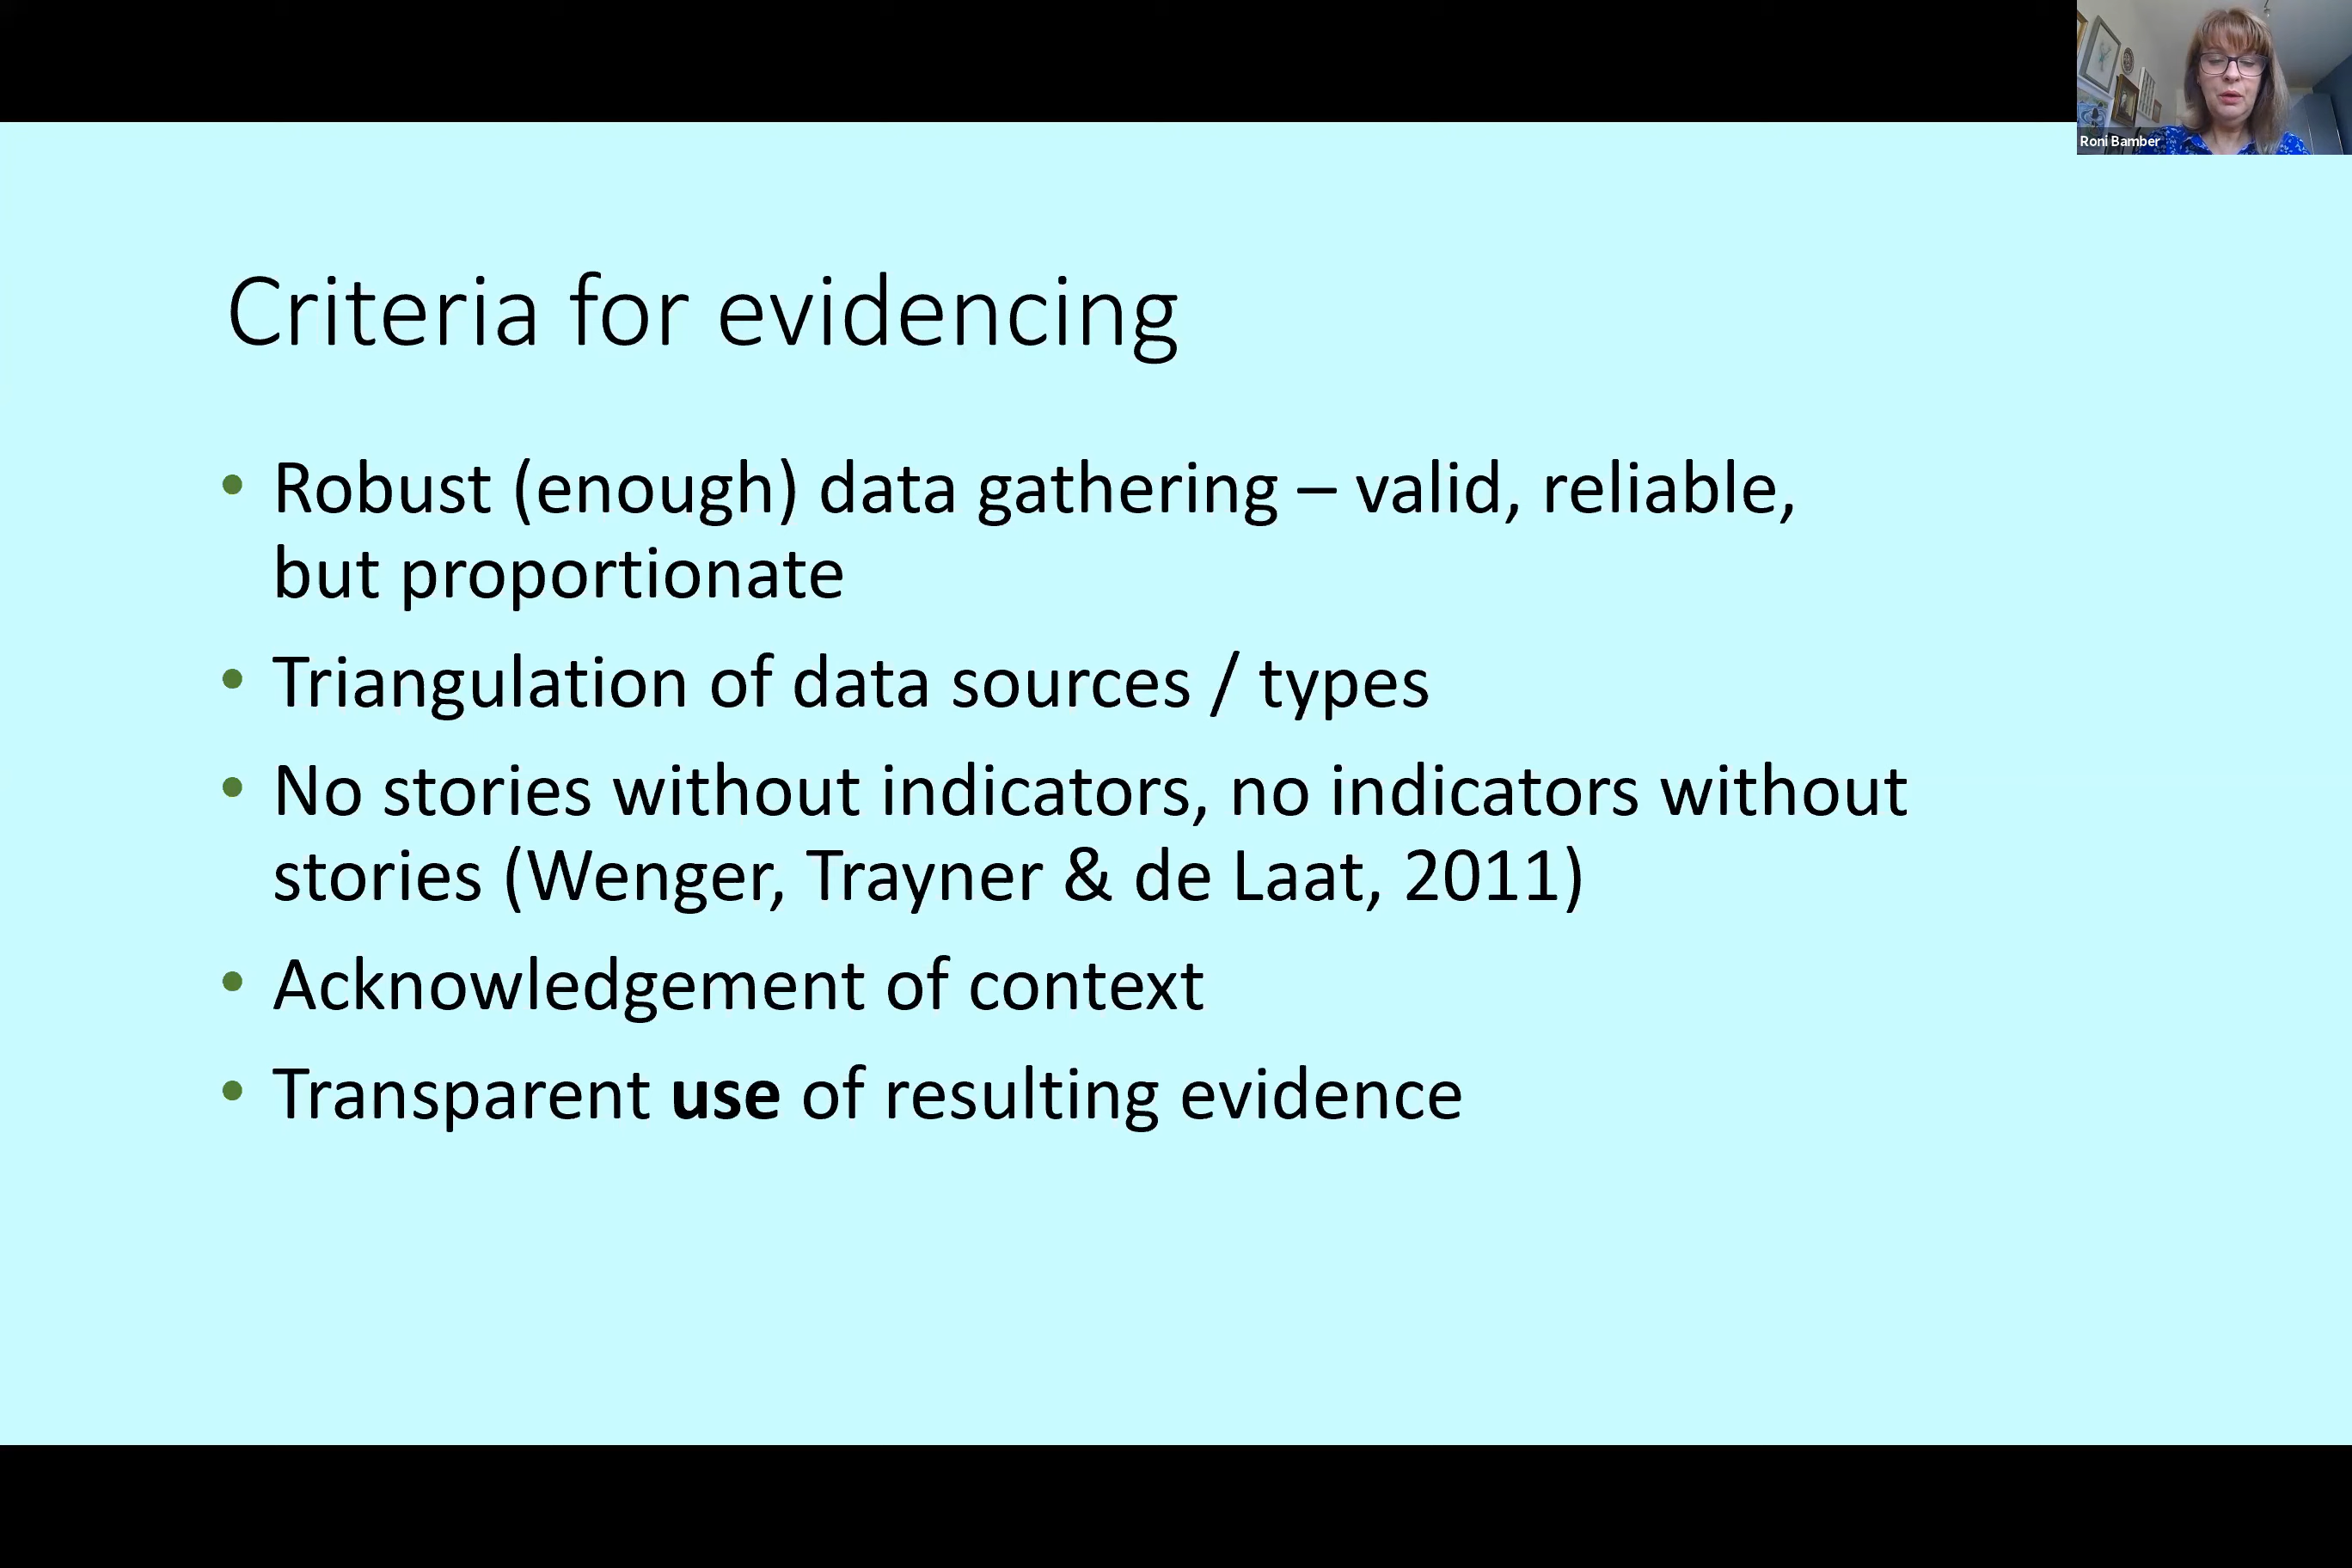 Roni Bamber
Criteria for evidencing
• Robust (enough) data gathering – valid, reliable,
but proportionate
• Triangulation of data sources / types
• No stories without indicators, no indicators without
stories (Wenger, Trayner & de Laat, 2011)
• Acknowledgement of context
• Transparent use of resulting evidence